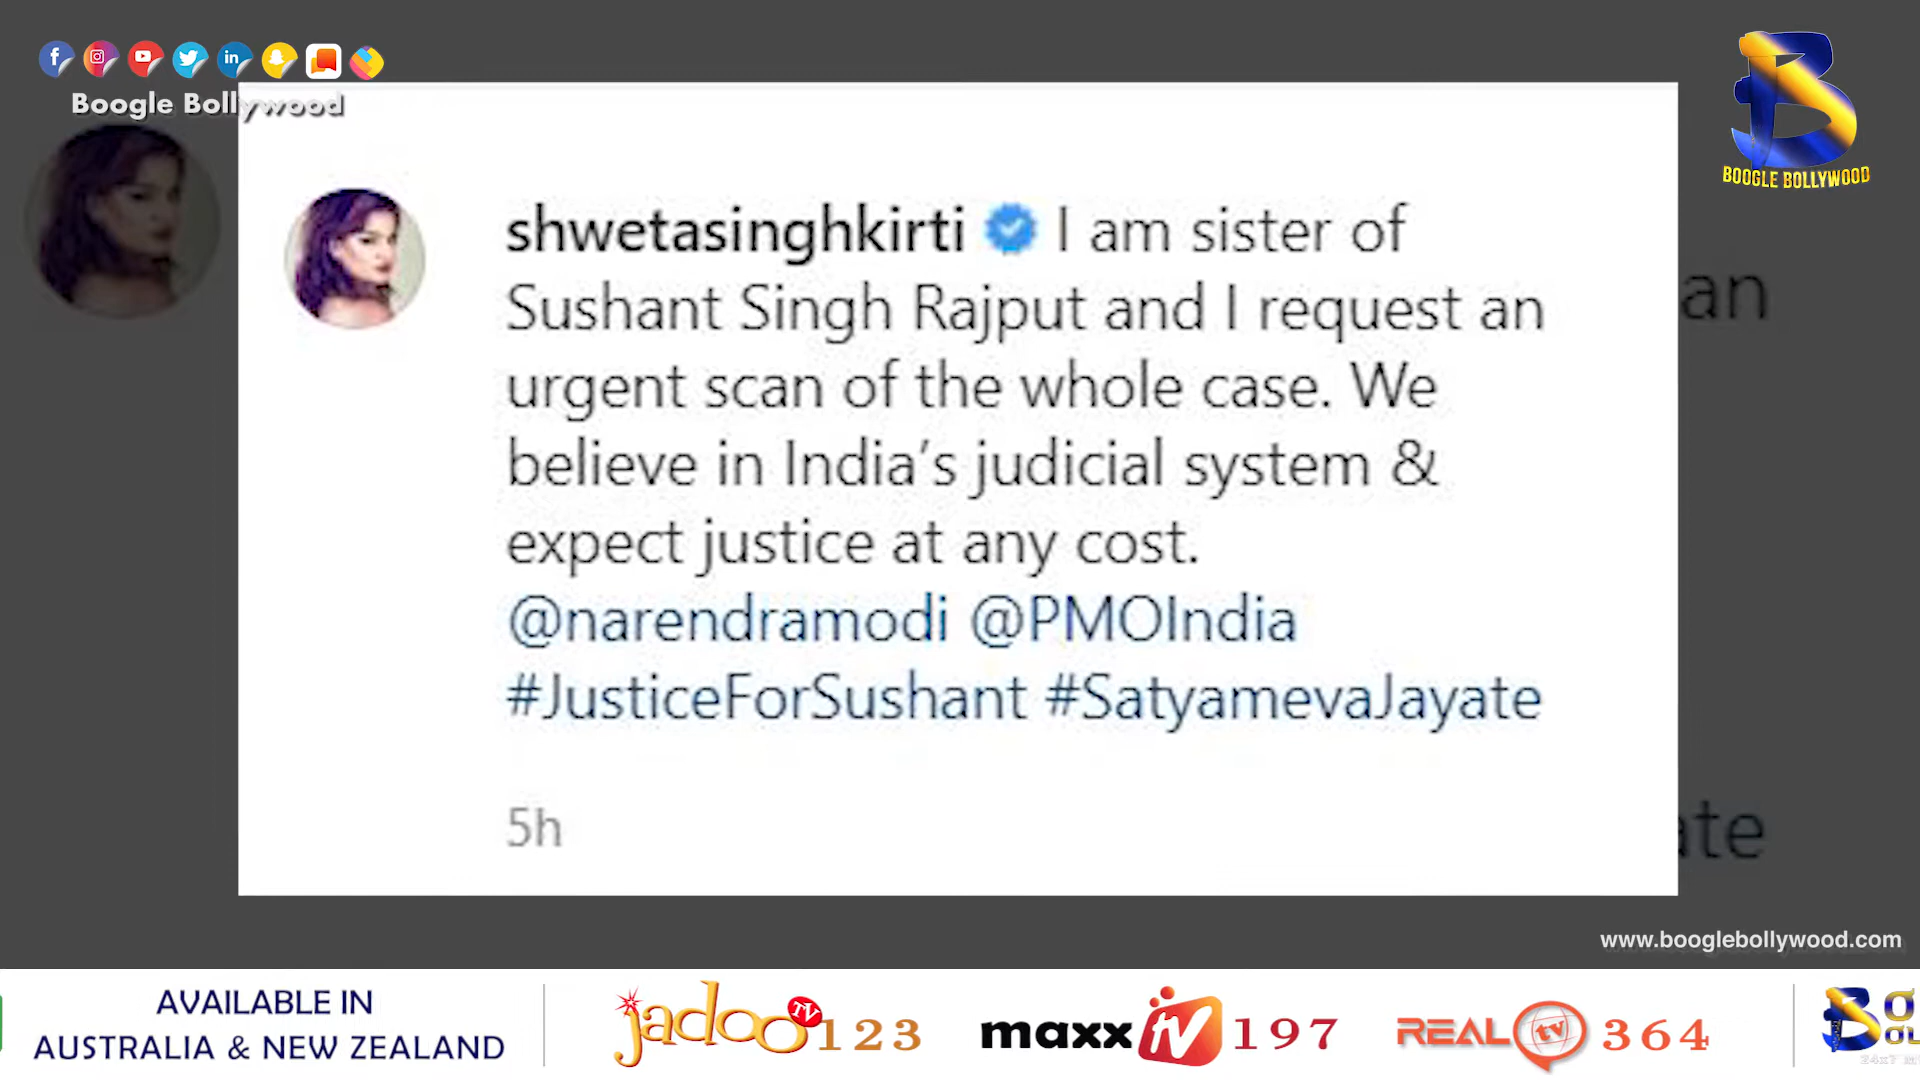 Boogle Bollywood
BOOGLE BOLLYWOOD
shwetasinghkirti I am sister of
Sushant Singh Rajput and I request an
urgent scan of the whole case. We
believe in India’s judicial system &
expect justice at any cost.
@narendramodi @PMOIndia
#JusticeForSushant #SatyamevaJayate
5h
an
ate
www.booglebollywood.com
AVAILABLE IN
AUSTRALIA & NEW ZEALAND
jadoo TV 123
maxx tv 197
REAL tv 364